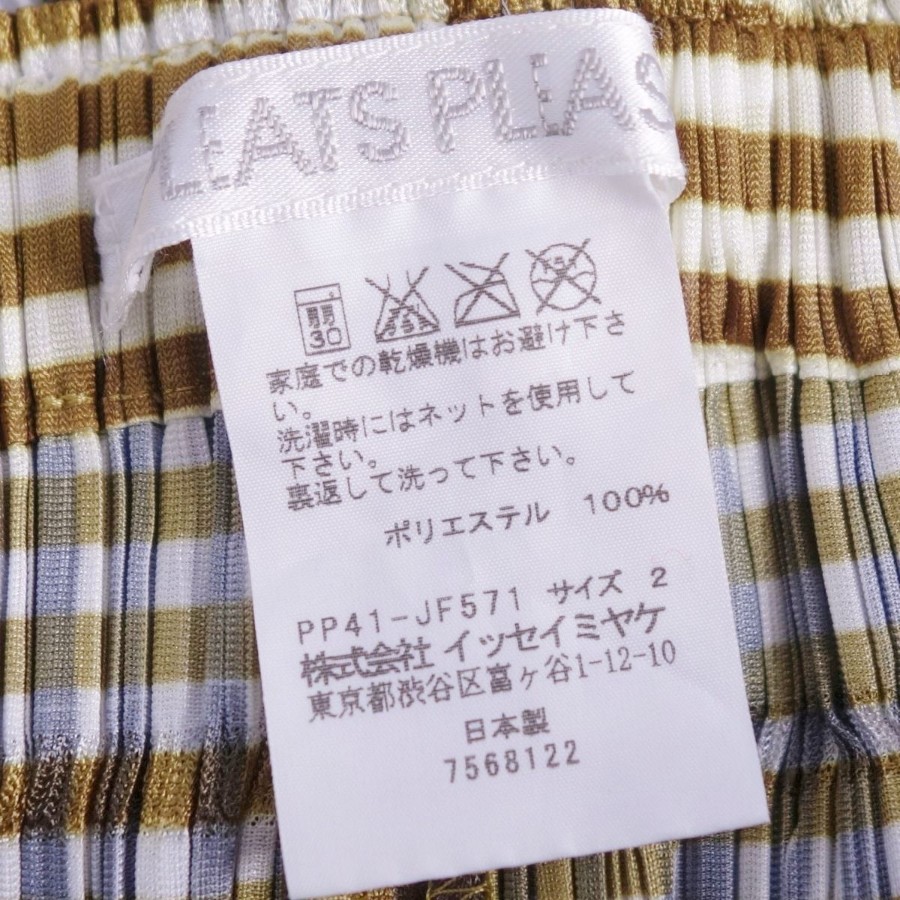 LEATS PLEAS
弱
30
家庭での乾燥機はお避け下さ
い。
洗濯時にはネットを使用して
下さい。
裏返して洗って下さい。
ポリエステル 100%
PP41-JF571 サイズ 2
株式会社 イッセイミヤケ
東京都渋谷区富ヶ谷1-12-10
日本製
7568122